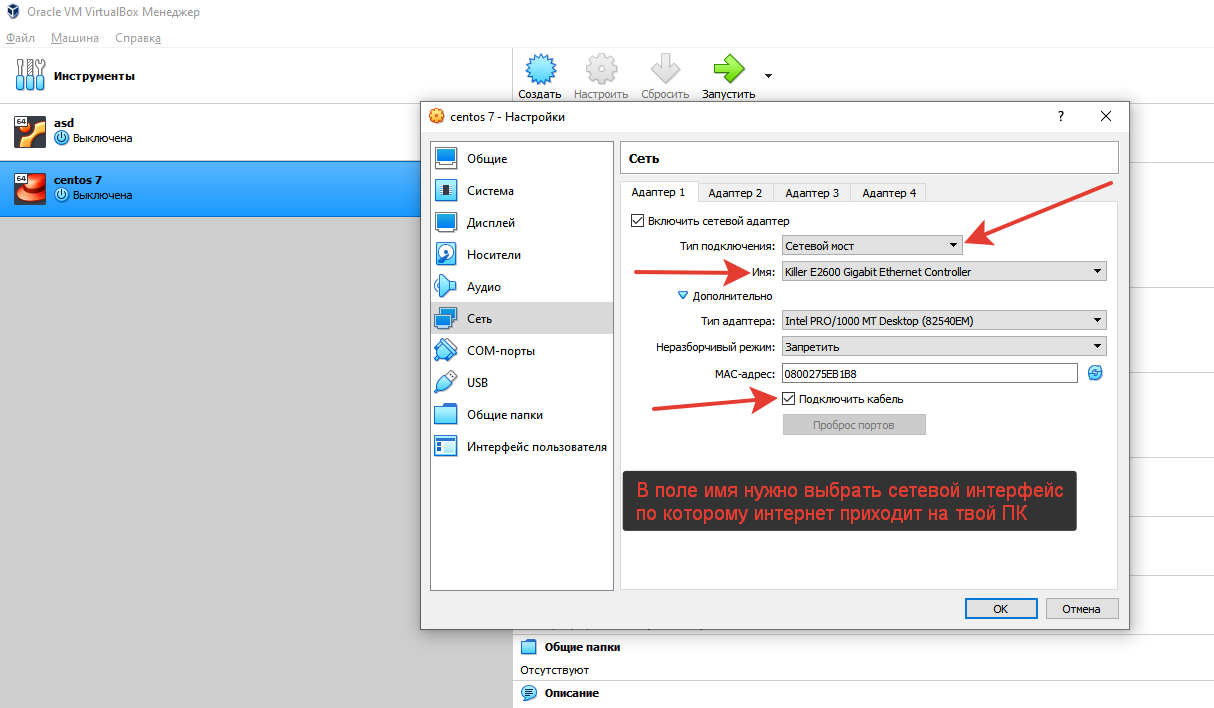 Oracle VM VirtualBox Менеджер
Файл Машина Справка
Инструменты
Создать Настроить Сбросить Запустить
64 asd
Выключена
64 centos 7
Выключена
centos 7 - Настройки ?
Общие
Система
Дисплей
Носители
Аудио
Сеть
COM-порты
USB
Общие папки
Интерфейс пользователя
Сеть
Адаптер 1 Адаптер 2 Адаптер 3 Адаптер 4
Включить сетевой адаптер
Тип подключения: Сетевой мост
Имя: Killer E2600 Gigabit Ethernet Controller
Дополнительно
Тип адаптера: Intel PRO/1000 MT Desktop (82540EM)
Неразборчивый режим: Запретить
MAC-адрес: 0800275EB1B8
Подключить кабель
Проброс портов
В поле имя нужно выбрать сетевой интерфейс
по которому интернет приходит на твой ПК
OK Отмена
Общие папки
Отсутствуют
Описание